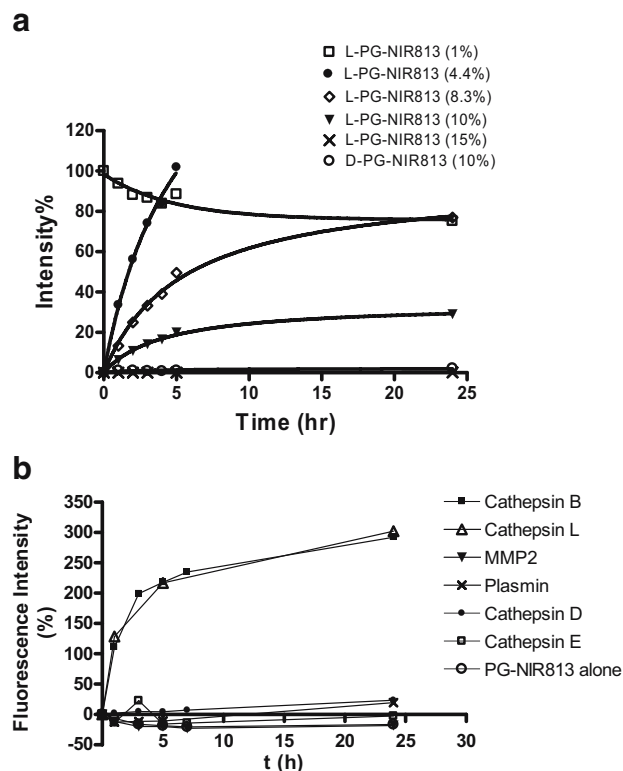 a
L-PG-NIR813 (1%)
L-PG-NIR813 (4.4%)
L-PG-NIR813 (8.3%)
L-PG-NIR813 (10%)
L-PG-NIR813 (15%)
D-PG-NIR813 (10%)
Intensity%
120
100
80
60
40
20
0
0 5 10 15 20 25
Time (hr)
b
Fluorescence Intensity
(%)
350
300
250
200
150
100
50
0
-50
5 10 15 20 25 30
t (h)
Cathepsin B
Cathepsin L
MMP2
Plasmin
Cathepsin D
Cathepsin E
PG-NIR813 alone